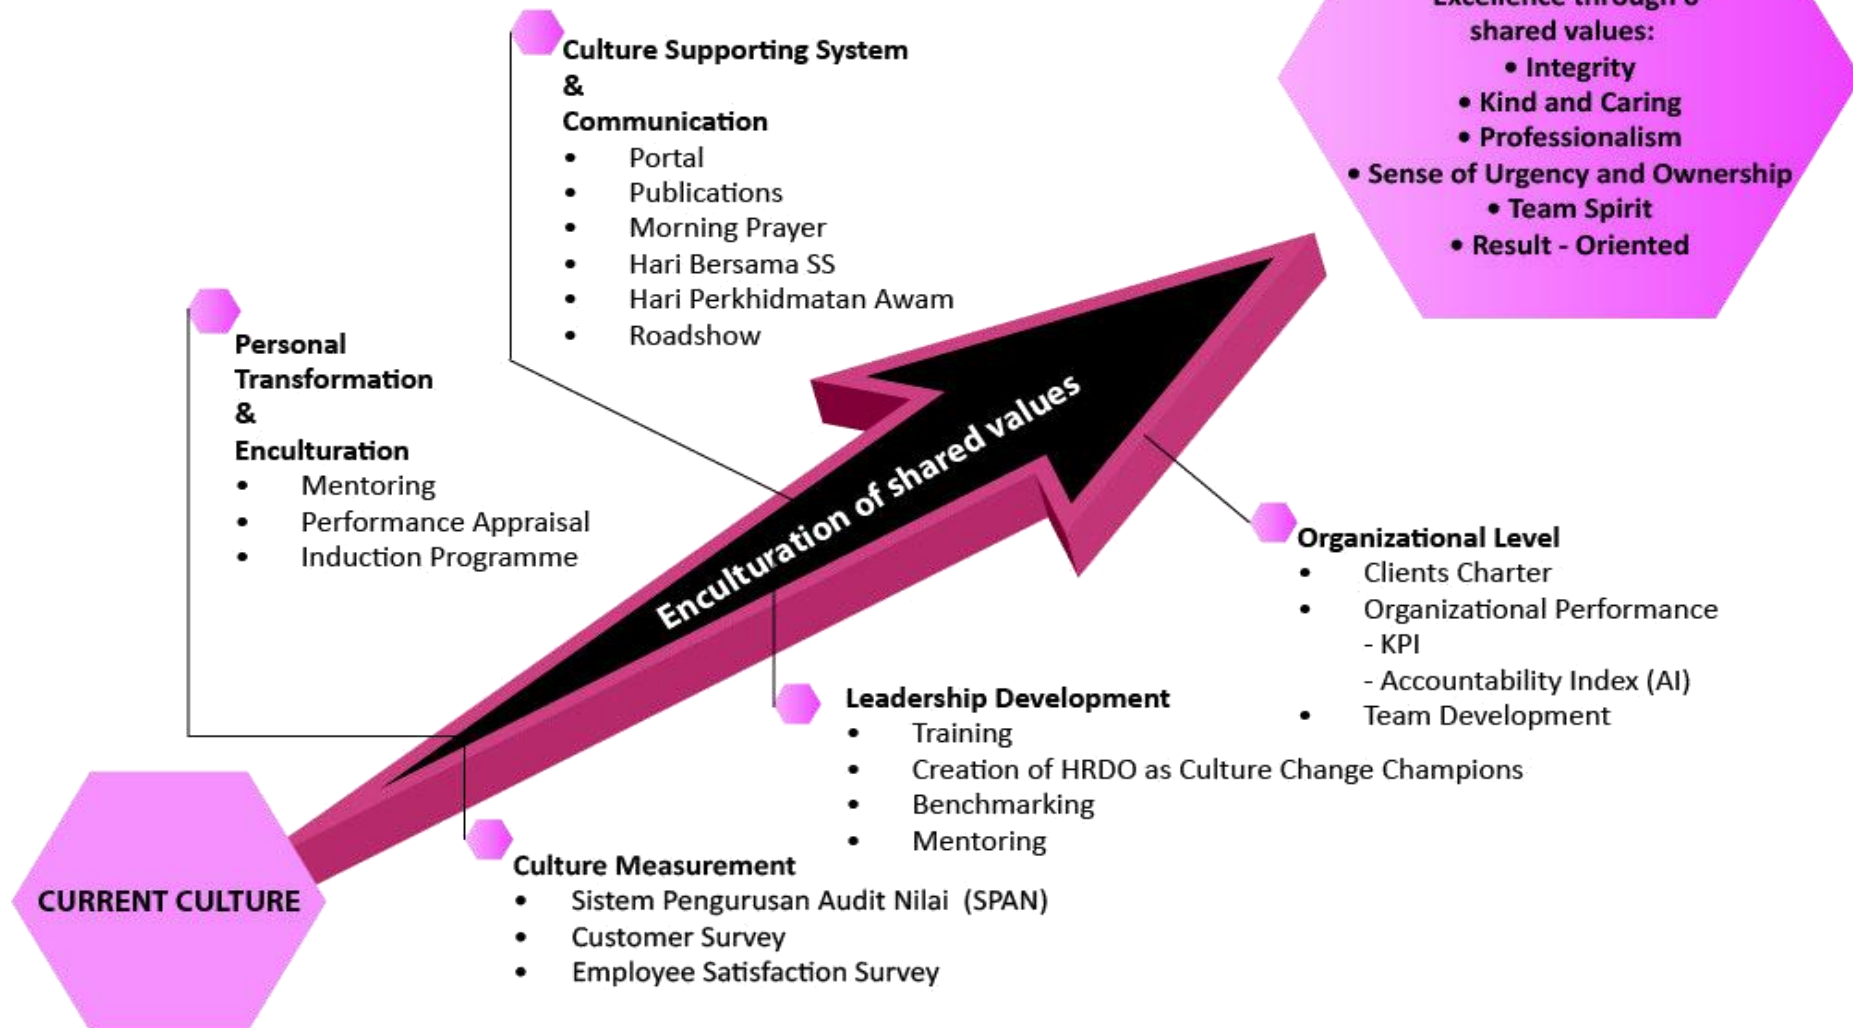 Excellence through 6
shared values:
• Integrity
• Kind and Caring
• Professionalism
• Sense of Urgency and Ownership
• Team Spirit
• Result - Oriented
Culture Supporting System
&
Communication
• Portal
• Publications
• Morning Prayer
• Hari Bersama SS
• Hari Perkhidmatan Awam
• Roadshow
Personal
Transformation
&
Enculturation
• Mentoring
• Performance Appraisal
• Induction Programme
Enculturation of shared values
Organizational Level
• Clients Charter
• Organizational Performance
- KPI
- Accountability Index (AI)
• Team Development
Leadership Development
• Training
• Creation of HRDO as Culture Change Champions
• Benchmarking
• Mentoring
Culture Measurement
• Sistem Pengurusan Audit Nilai (SPAN)
• Customer Survey
• Employee Satisfaction Survey
CURRENT CULTURE